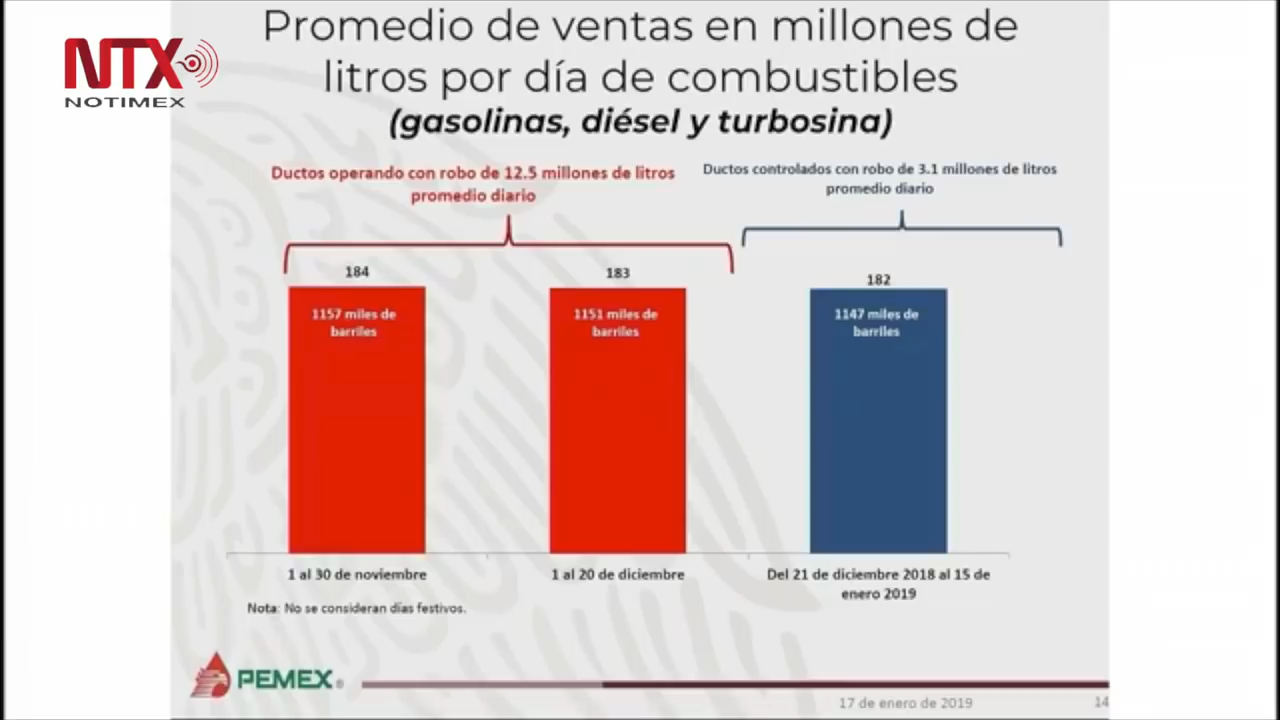 NTX
NOTIMEX
Promedio de ventas en millones de
litros por día de combustibles
(gasolinas, diésel y turbosina)
Ductos operando con robo de 12.5 millones de litros
promedio diario
Ductos controlados con robo de 3.1 millones de litros
promedio diario
184
183
182
1157 miles de
barriles
1151 miles de
barriles
1147 miles de
barriles
1 al 30 de noviembre
1 al 20 de diciembre
Del 21 de diciembre 2018 al 15 de
enero 2019
Nota: No se consideran días festivos.
PEMEX ®
17 de enero de 2019
14